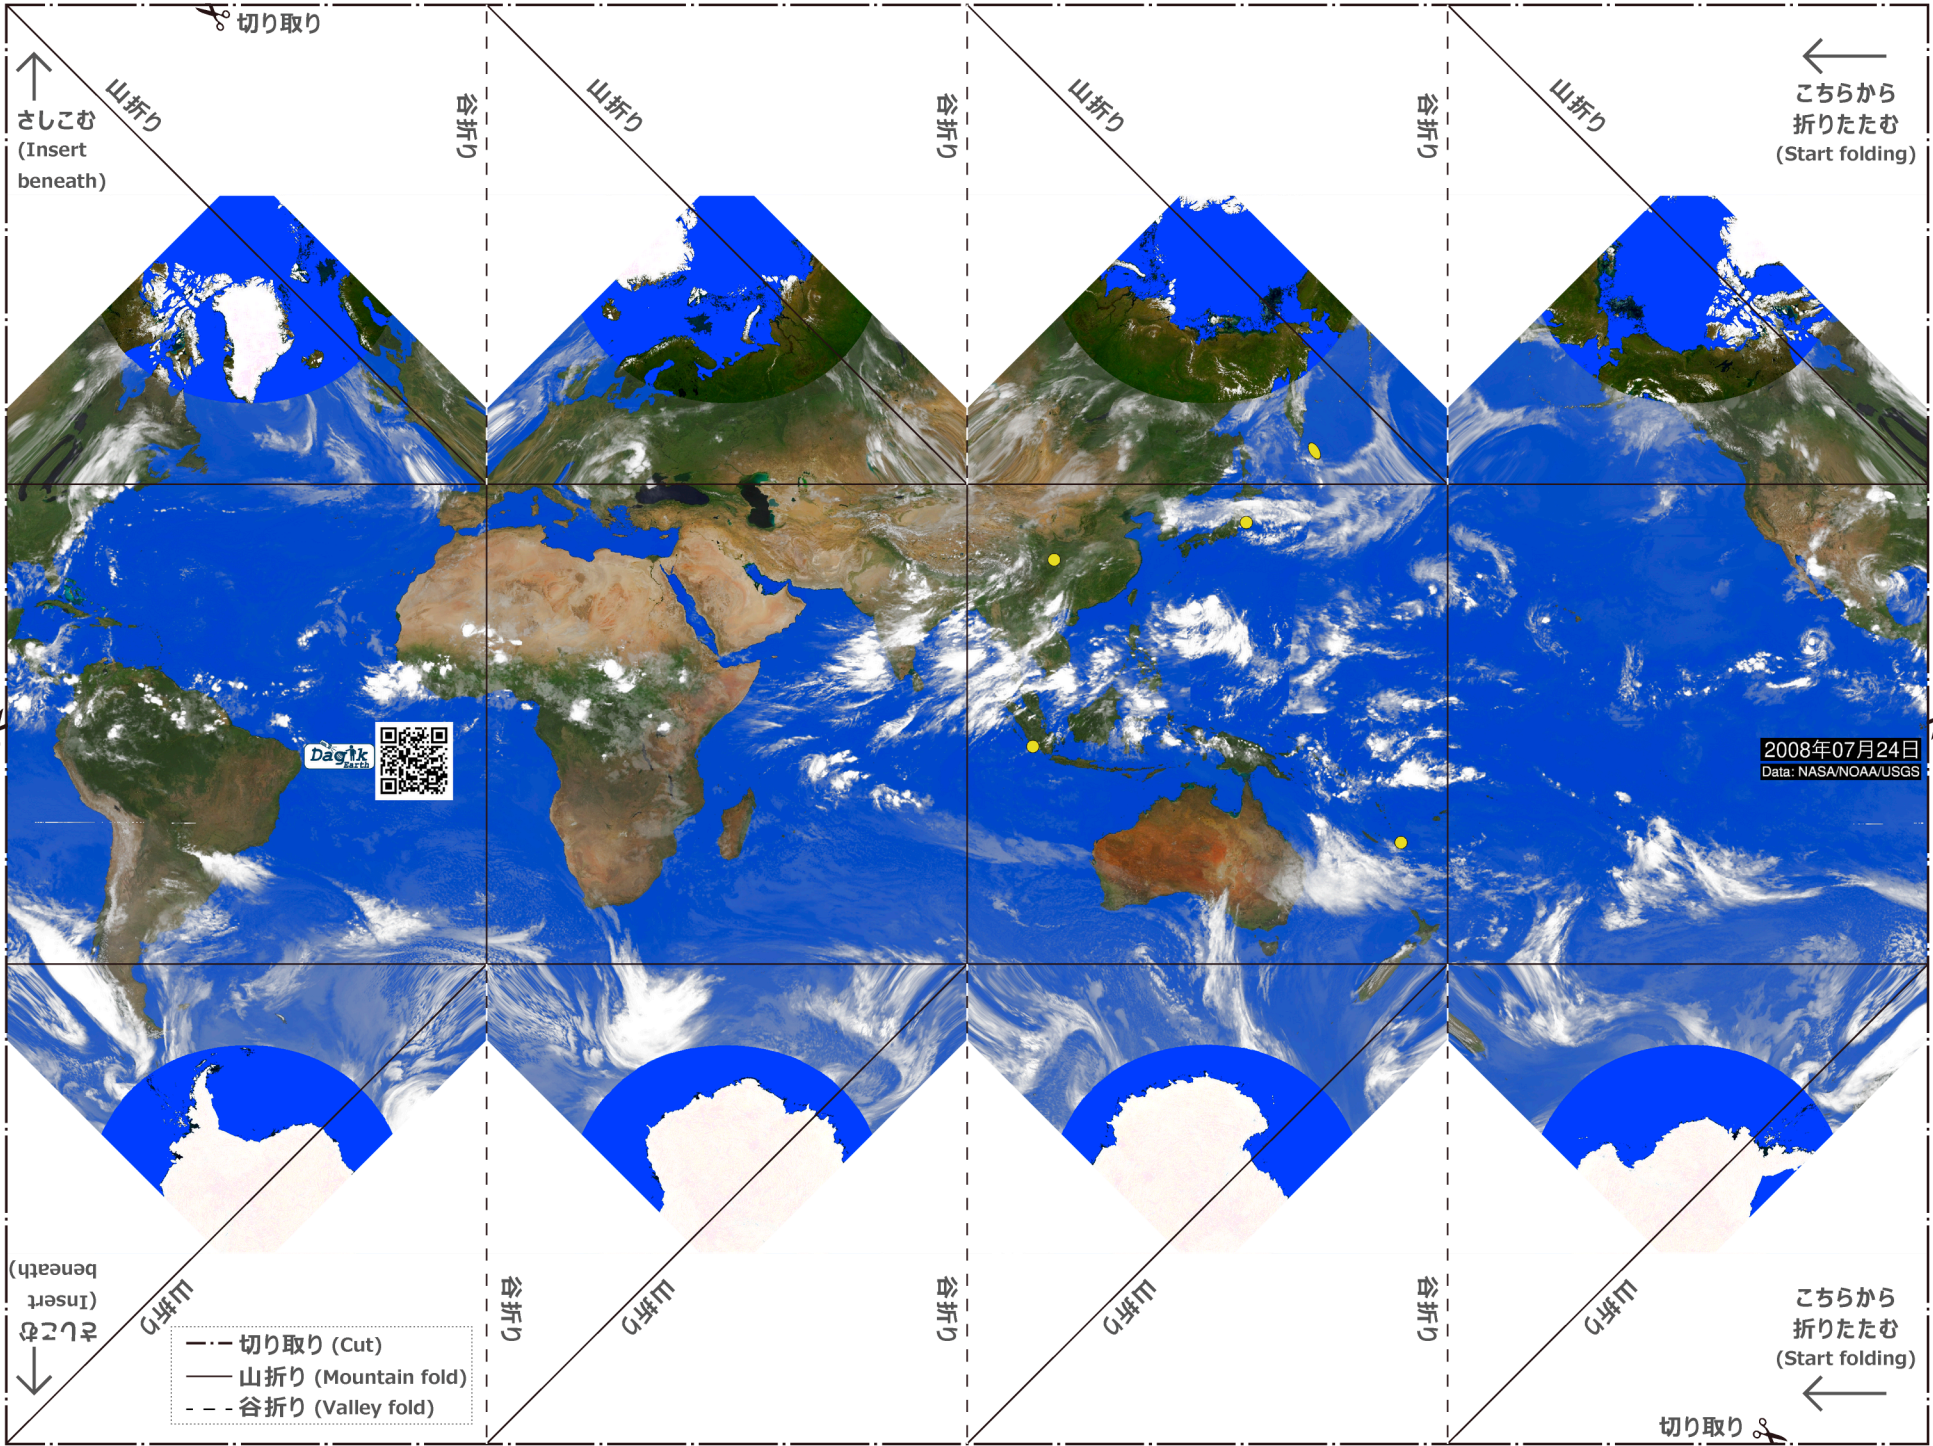 切り取り
山折り
谷折り
山折り
谷折り
山折り
谷折り
山折り
さしこむ
(Insert
beneath)
こちらから
折りたたむ
(Start folding)
Dagik
Earth
2008年07月24日
Data: NASA/NOAA/USGS
さしこむ
(Insert
beneath)
山折り
谷折り
山折り
谷折り
山折り
谷折り
山折り
こちらから
折りたたむ
(Start folding)
切り取り (Cut)
山折り (Mountain fold)
谷折り (Valley fold)
切り取り